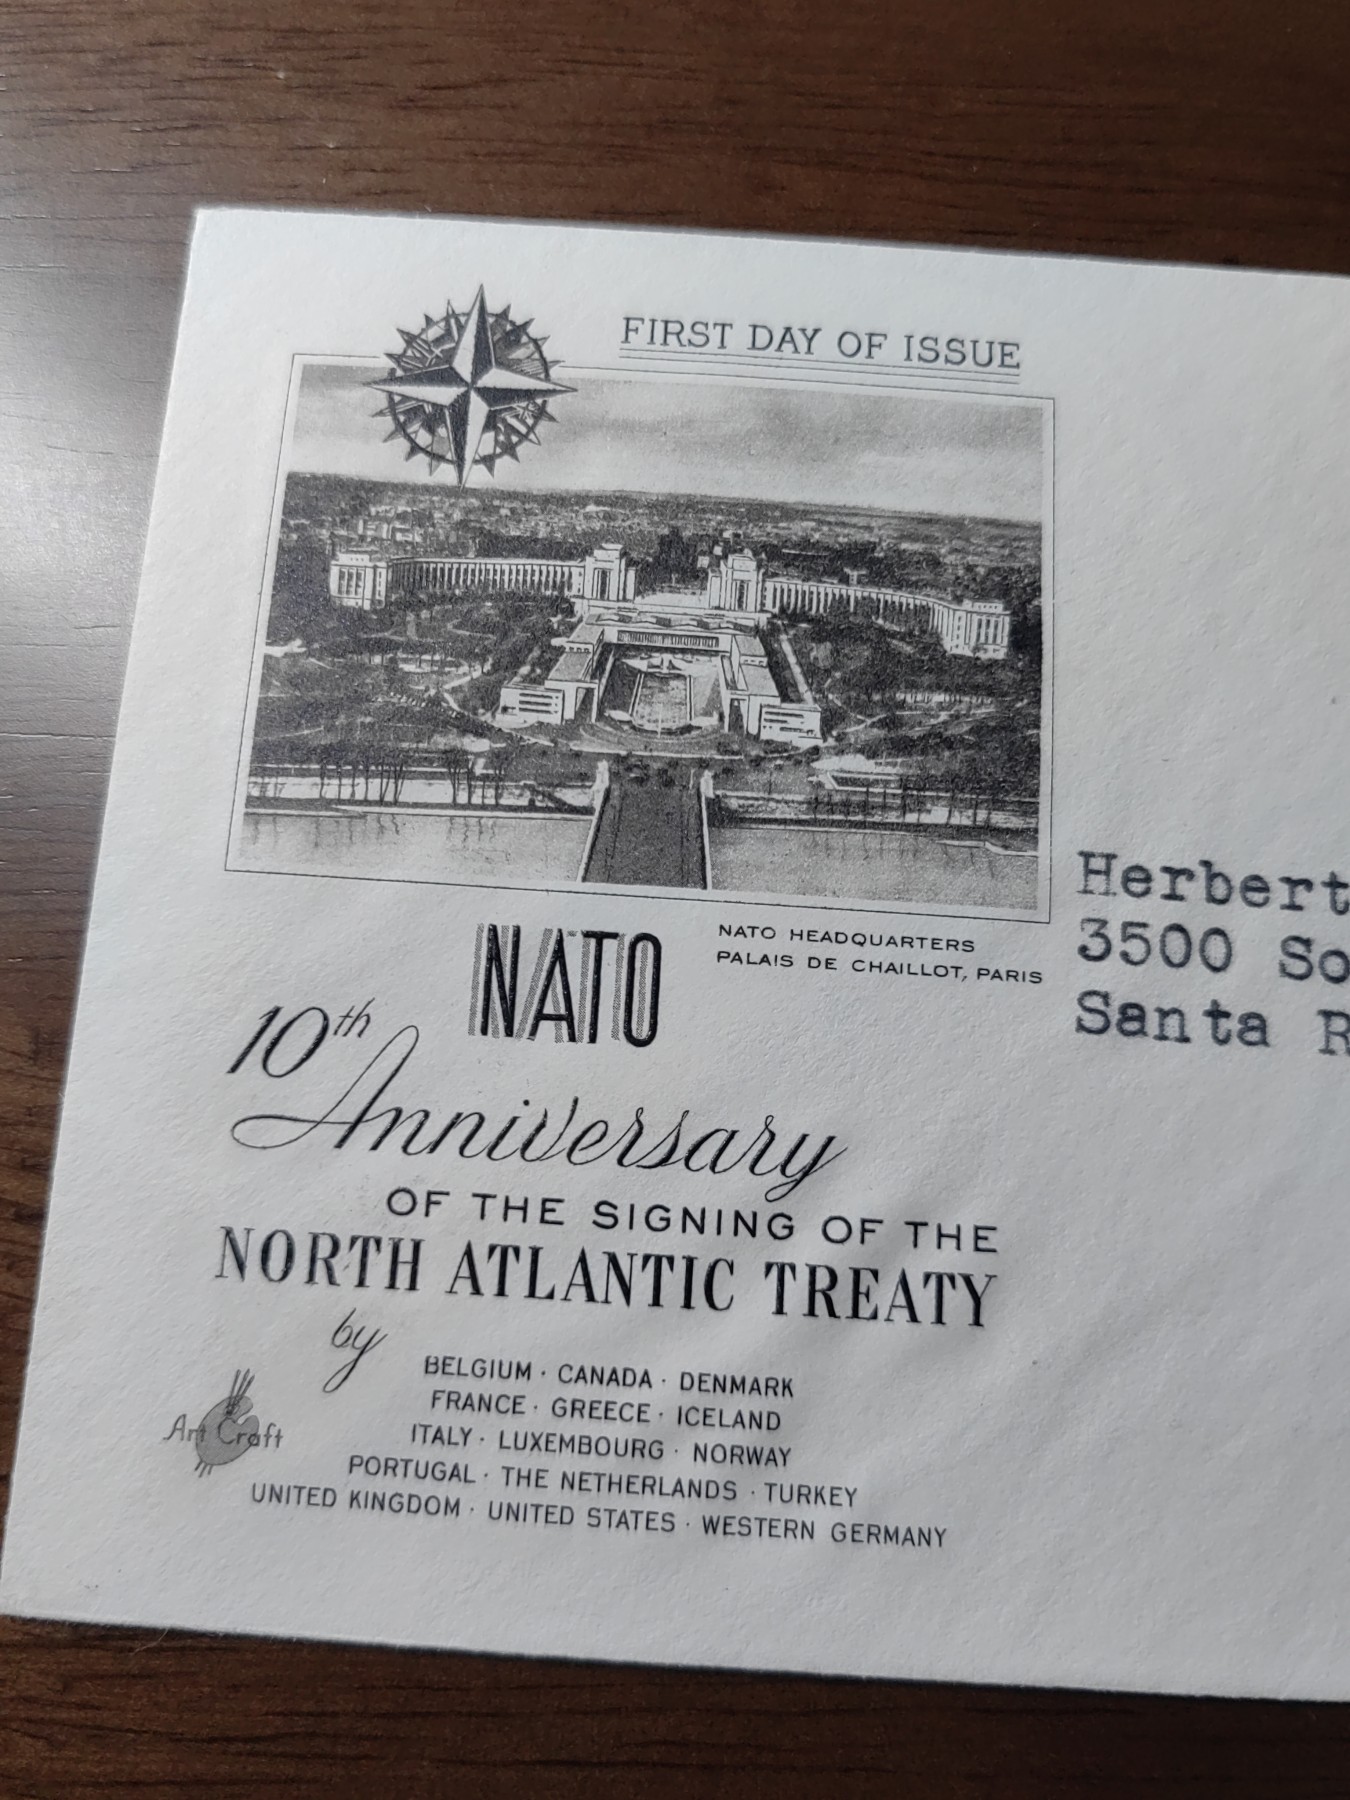 FIRST DAY OF ISSUE
NATO HEADQUARTERS
PALAIS DE CHAILLOT, PARIS
NATO
10th
Anniversary
OF THE SIGNING OF THE
NORTH ATLANTIC TREATY
by
BELGIUM · CANADA · DENMARK
FRANCE · GREECE · ICELAND
ITALY · LUXEMBOURG · NORWAY
PORTUGAL · THE NETHERLANDS · TURKEY
UNITED KINGDOM · UNITED STATES · WESTERN GERMANY
Art Craft
Herbert
3500 So
Santa R